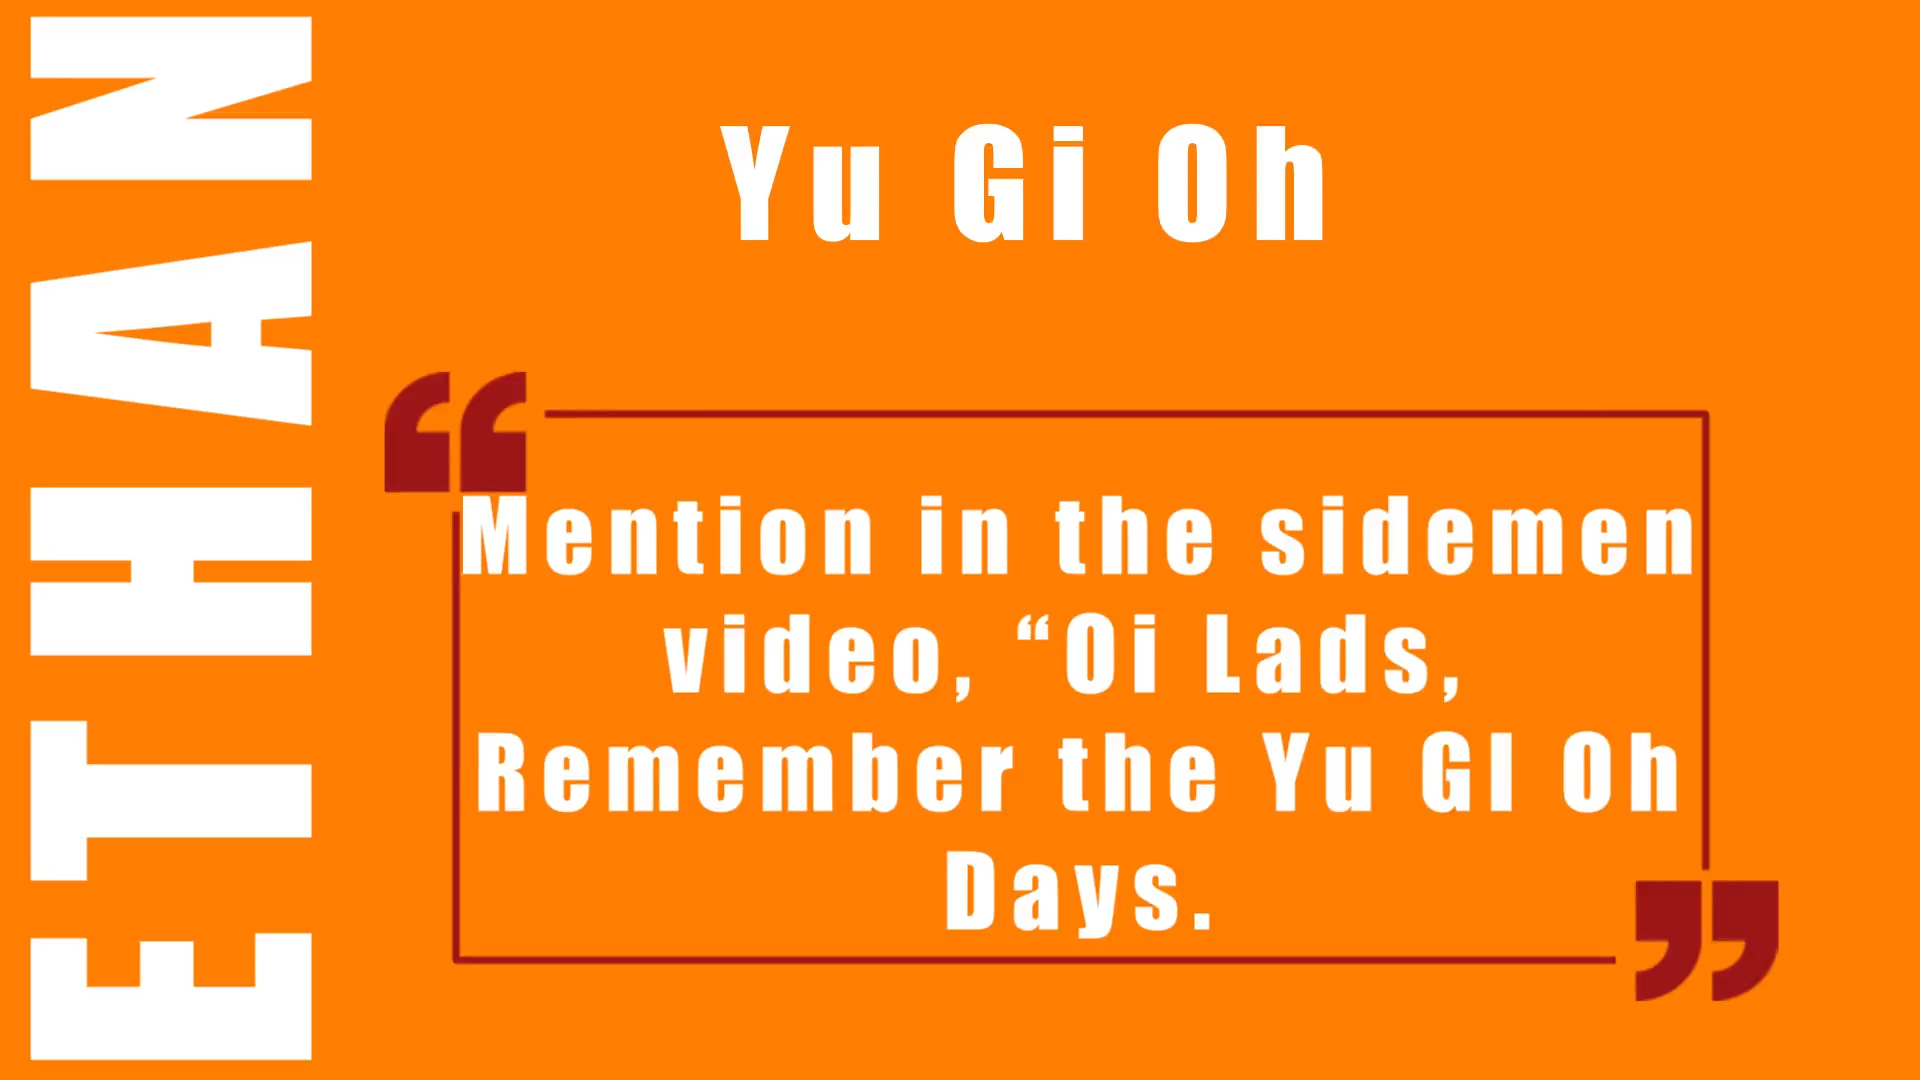 ETHAN
Yu Gi Oh
Mention in the sidemen
video, “Oi Lads,
Remember the Yu GI Oh
Days.